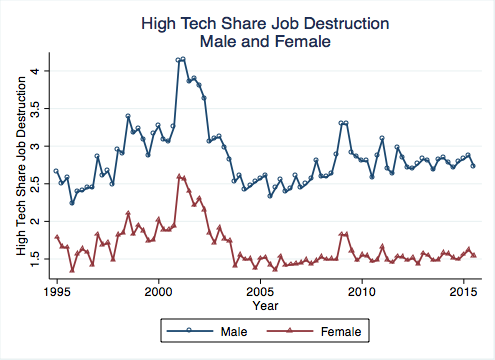 High Tech Share Job Destruction
Male and Female
High Tech Share Job Destruction
4
3.5
3
2.5
2
1.5
1995 2000 2005 2010 2015
Year
Male Female